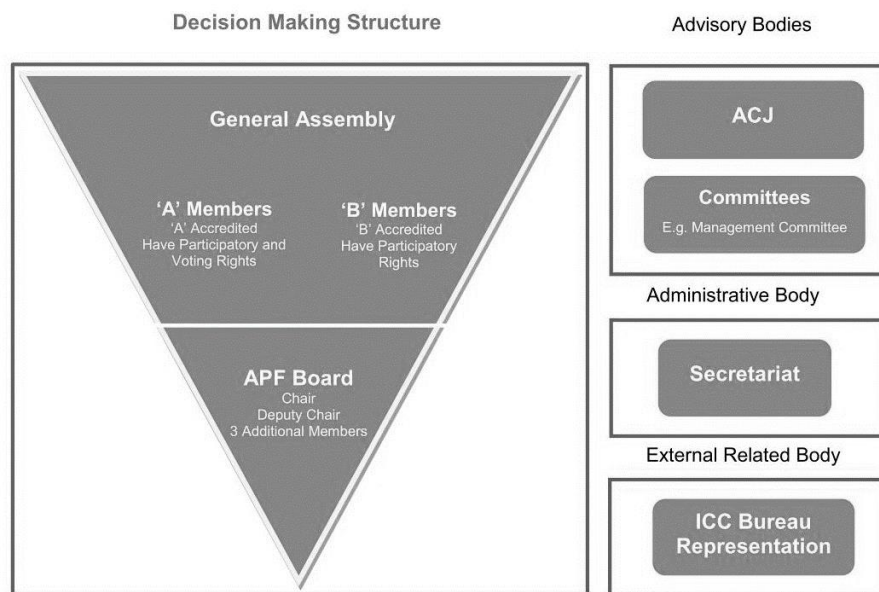 Decision Making Structure
General Assembly
‘A’ Members
‘A’ Accredited
Have Participatory and
Voting Rights
‘B’ Members
‘B’ Accredited
Have Participatory
Rights
APF Board
Chair
Deputy Chair
3 Additional Members
Advisory Bodies
ACJ
Committees
E.g. Management Committee
Administrative Body
Secretariat
External Related Body
ICC Bureau
Representation